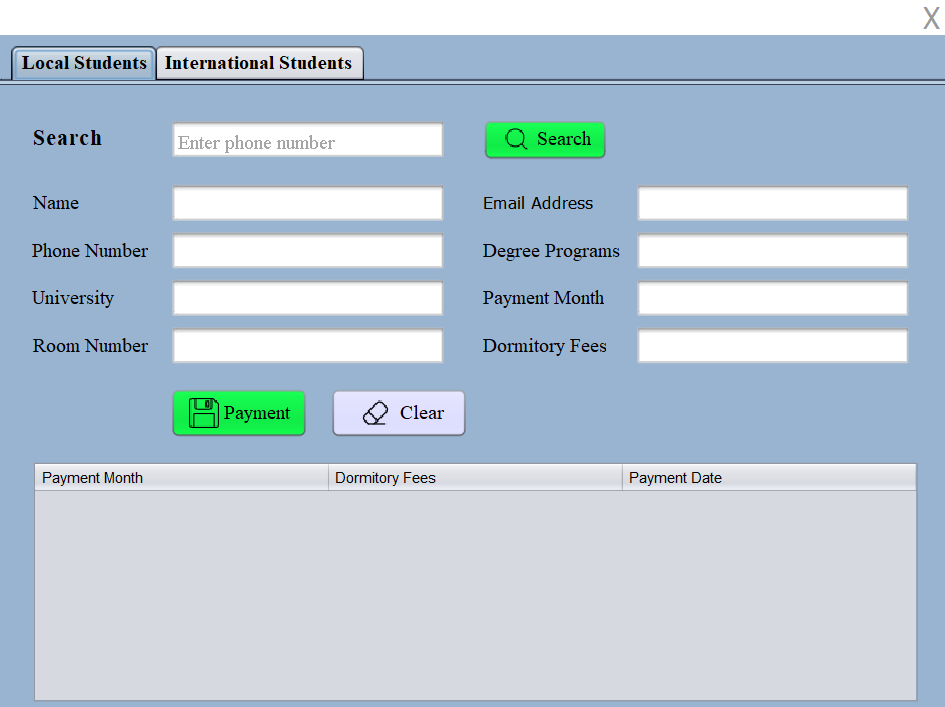 X
Local Students International Students
Search Enter phone number Search
Name Email Address
Phone Number Degree Programs
University Payment Month
Room Number Dormitory Fees
Payment Clear
Payment Month Dormitory Fees Payment Date